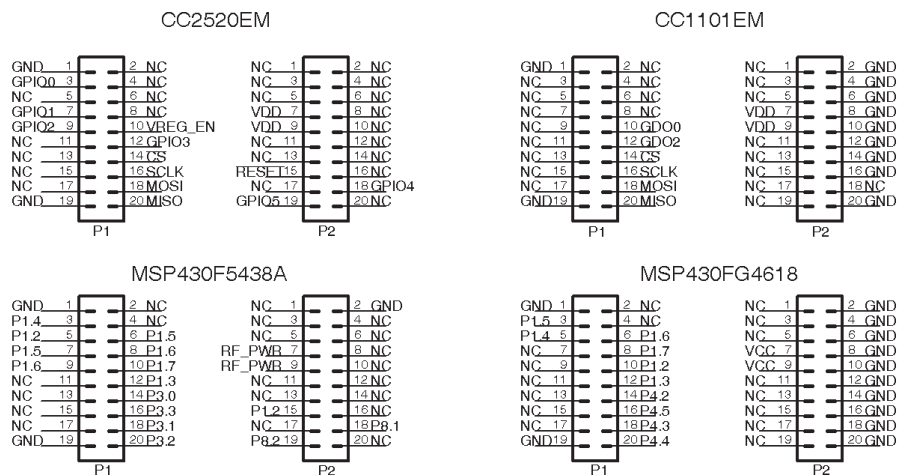 CC2520EM CC1101EM
GND 1 2 NC NC 1 2 NC GND 1 2 NC NC 1 2 GND
GPIO0 3 4 NC NC 3 4 NC NC 3 4 NC NC 3 4 GND
NC 5 6 NC NC 5 6 NC NC 5 6 NC NC 5 6 GND
GPIO1 7 8 NC VDD 7 8 NC NC 7 8 NC VDD 7 8 GND
GPIO2 9 10 VREG_EN VDD 9 10 NC NC 9 10 GDO0 VDD 9 10 GND
NC 11 12 GPIO3 NC 11 12 NC NC 11 12 GDO2 NC 11 12 GND
NC 13 14 CS NC 13 14 NC NC 13 14 CS NC 13 14 GND
NC 15 16 SCLK RESET 15 16 NC NC 15 16 SCLK NC 15 16 GND
NC 17 18 MOSI NC 17 18 GPIO4 NC 17 18 MOSI NC 17 18 NC
GND 19 20 MISO GPIO5 19 20 NC GND 19 20 MISO NC 19 20 GND
P1 P2 P1 P2
MSP430F5438A MSP430FG4618
GND 1 2 NC NC 1 2 GND GND 1 2 NC NC 1 2 GND
P1.4 3 4 NC NC 3 4 NC P1.5 3 4 NC NC 3 4 GND
P1.2 5 6 P1.5 NC 5 6 NC P1.4 5 6 P1.6 NC 5 6 GND
P1.5 7 8 P1.6 RF_PWR 7 8 NC NC 7 8 P1.7 VCC 7 8 GND
P1.6 9 10 P1.7 RF_PWR 9 10 NC NC 9 10 P1.2 VCC 9 10 GND
NC 11 12 P1.3 NC 11 12 NC NC 11 12 P1.3 NC 11 12 GND
NC 13 14 P3.0 NC 13 14 NC NC 13 14 P4.2 NC 13 14 GND
NC 15 16 P3.3 P1.2 15 16 NC NC 15 16 P4.5 NC 15 16 GND
NC 17 18 P3.1 NC 17 18 P8.1 NC 17 18 P4.3 NC 17 18 GND
GND 19 20 P3.2 P8.2 19 20 NC GND 19 20 P4.4 NC 19 20 GND
P1 P2 P1 P2